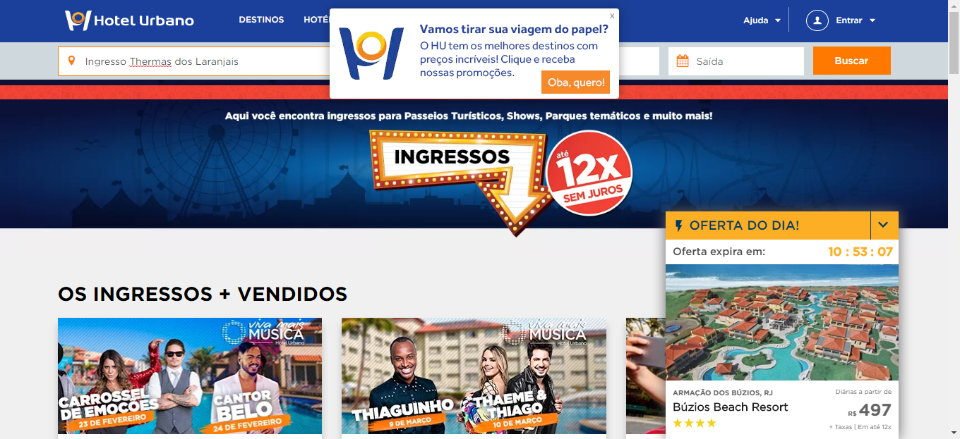 Hotel Urbano
DESTINOS
HOTÉ
Ajuda
Entrar
x
Vamos tirar sua viagem do papel?
O HU tem os melhores destinos com
preços incríveis! Clique e receba
nossas promoções.
Oba, quero!
Ingresso Thermas dos Laranjais
Saída
Buscar
Aqui você encontra ingressos para Passeios Turísticos, Shows, Parques temáticos e muito mais!
INGRESSOS
até
12x
SEM JUROS
OFERTA DO DIA!
Oferta expira em:
10 : 53 : 07
OS INGRESSOS + VENDIDOS
viva mais
MÚSICA
Hotel Urbano
CARROSSEL
DE EMOÇÕES
23 DE FEVEREIRO
CANTOR
BELO
24 DE FEVEREIRO
viva mais
MÚSICA
Hotel Urbano
THIAGUINHO
9 DE MARÇO
THAEME &
THIAGO
10 DE MARÇO
ARMAÇÃO DOS BÚZIOS, RJ
Búzios Beach Resort
Diárias a partir de
R$ 497
+ Taxas | Em até 12x